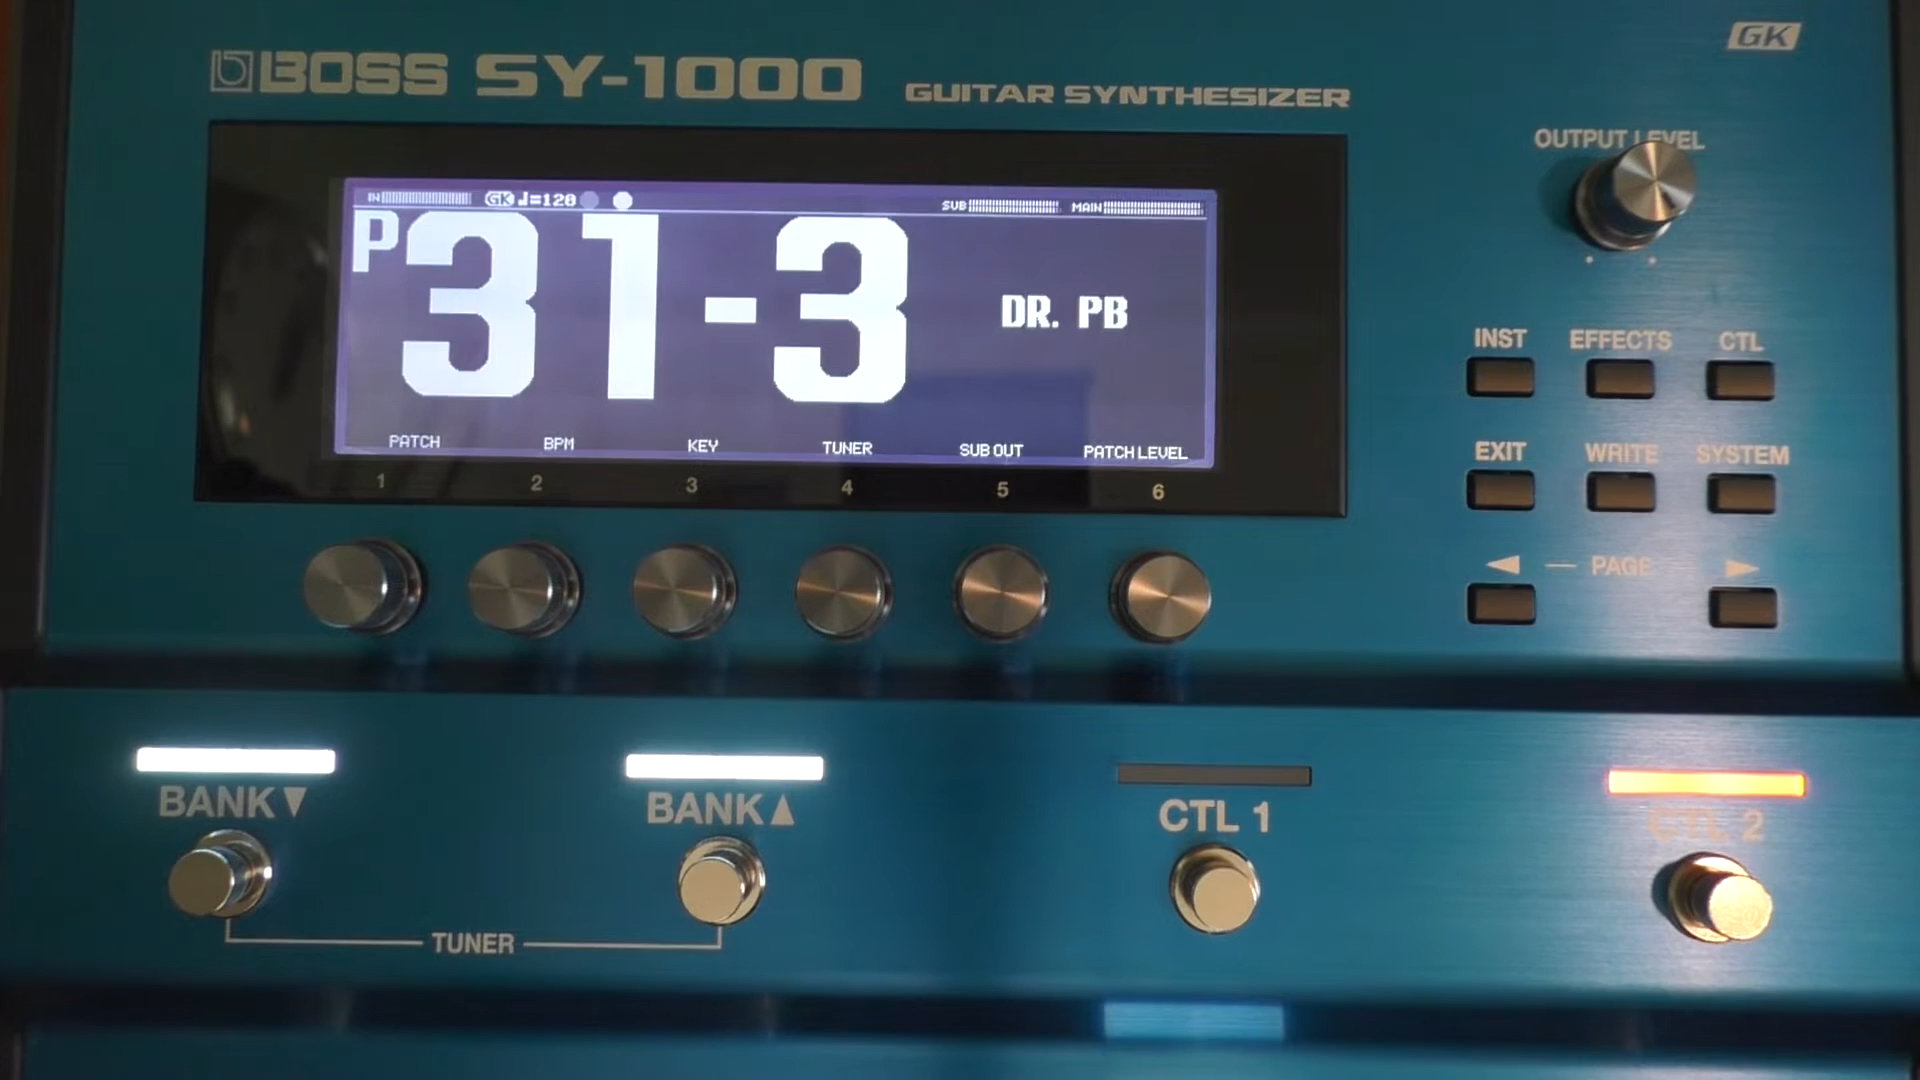 BOSS SY-1000 GUITAR SYNTHESIZER
GK
OUTPUT LEVEL
IN GK ♩=120 SUB MAIN
P31-3 DR. PB
PATCH BPM KEY TUNER SUB OUT PATCH LEVEL
1 2 3 4 5 6
INST EFFECTS CTL
EXIT WRITE SYSTEM
◀ — PAGE ▶
BANK▼ BANK▲ CTL 1 CTL 2
TUNER